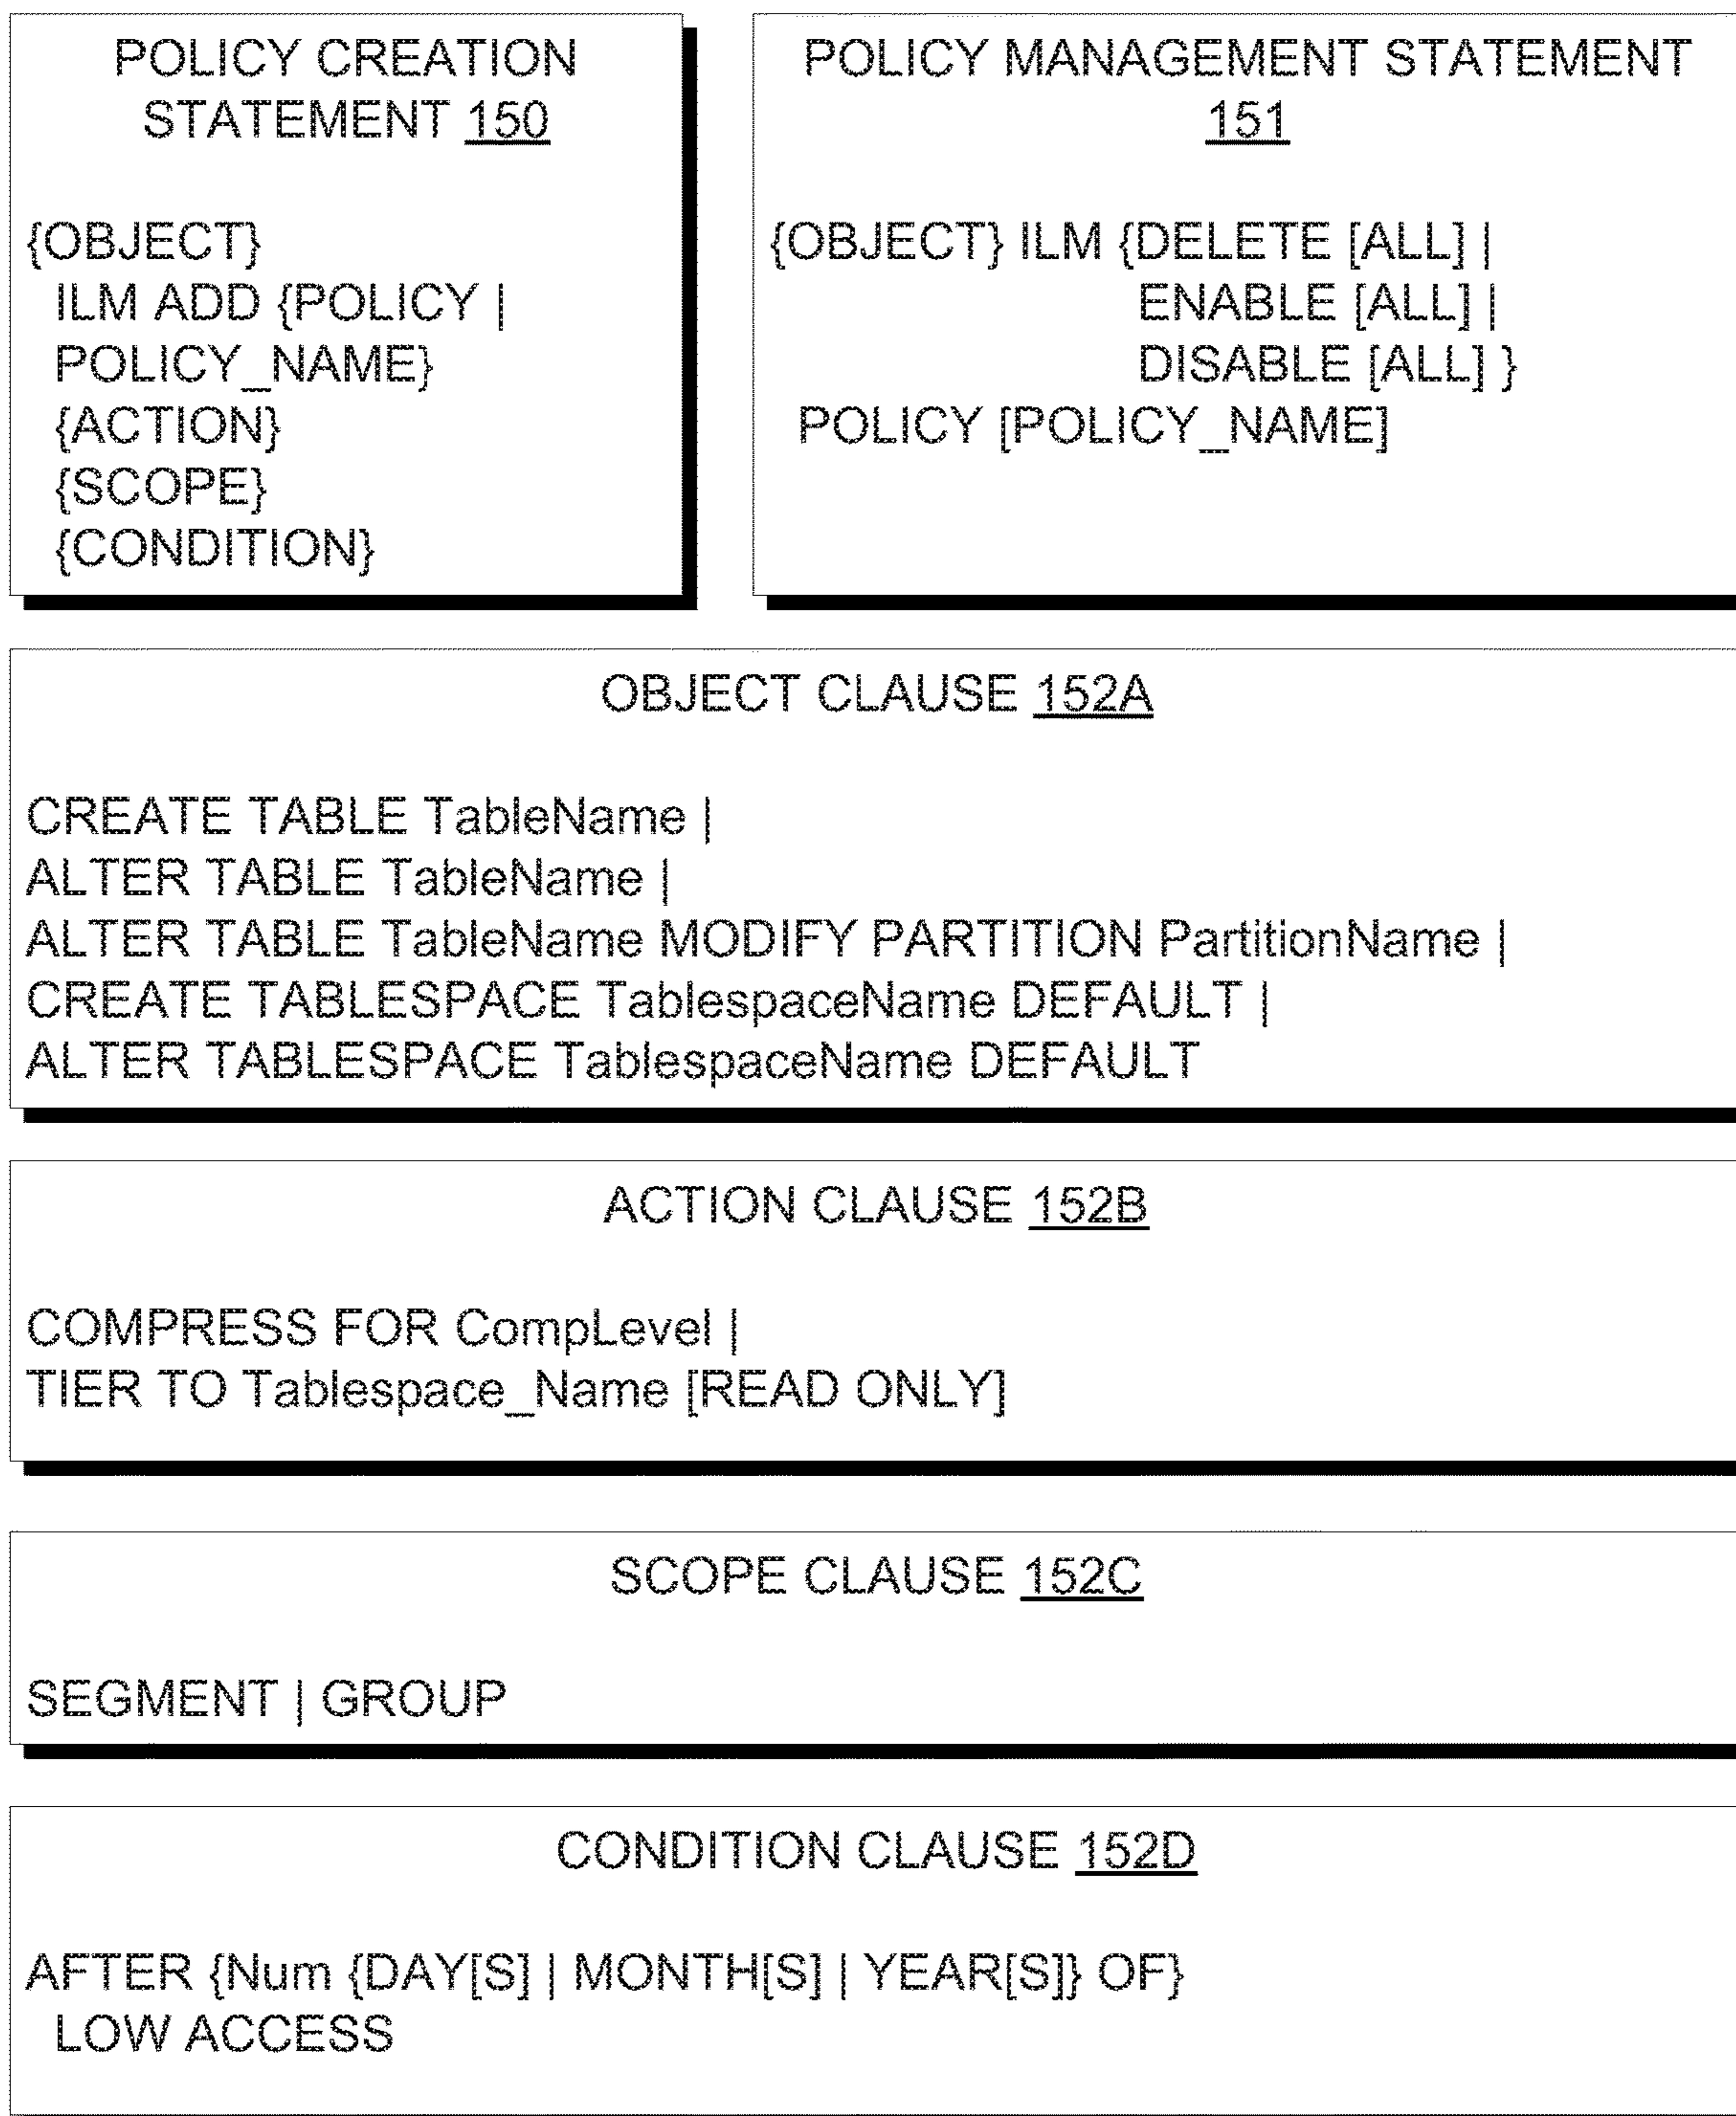 POLICY CREATION
STATEMENT 150
{OBJECT}
ILM ADD {POLICY |
POLICY_NAME}
{ACTION}
{SCOPE}
{CONDITION}
POLICY MANAGEMENT STATEMENT
151
{OBJECT} ILM {DELETE [ALL] |
ENABLE [ALL] |
DISABLE [ALL] }
POLICY [POLICY_NAME]
OBJECT CLAUSE 152A
CREATE TABLE TableName |
ALTER TABLE TableName |
ALTER TABLE TableName MODIFY PARTITION PartitionName |
CREATE TABLESPACE TablespaceName DEFAULT |
ALTER TABLESPACE TablespaceName DEFAULT
ACTION CLAUSE 152B
COMPRESS FOR CompLevel |
TIER TO Tablespace_Name [READ ONLY]
SCOPE CLAUSE 152C
SEGMENT | GROUP
CONDITION CLAUSE 152D
AFTER {Num {DAY[S] | MONTH[S] | YEAR[S]} OF}
LOW ACCESS